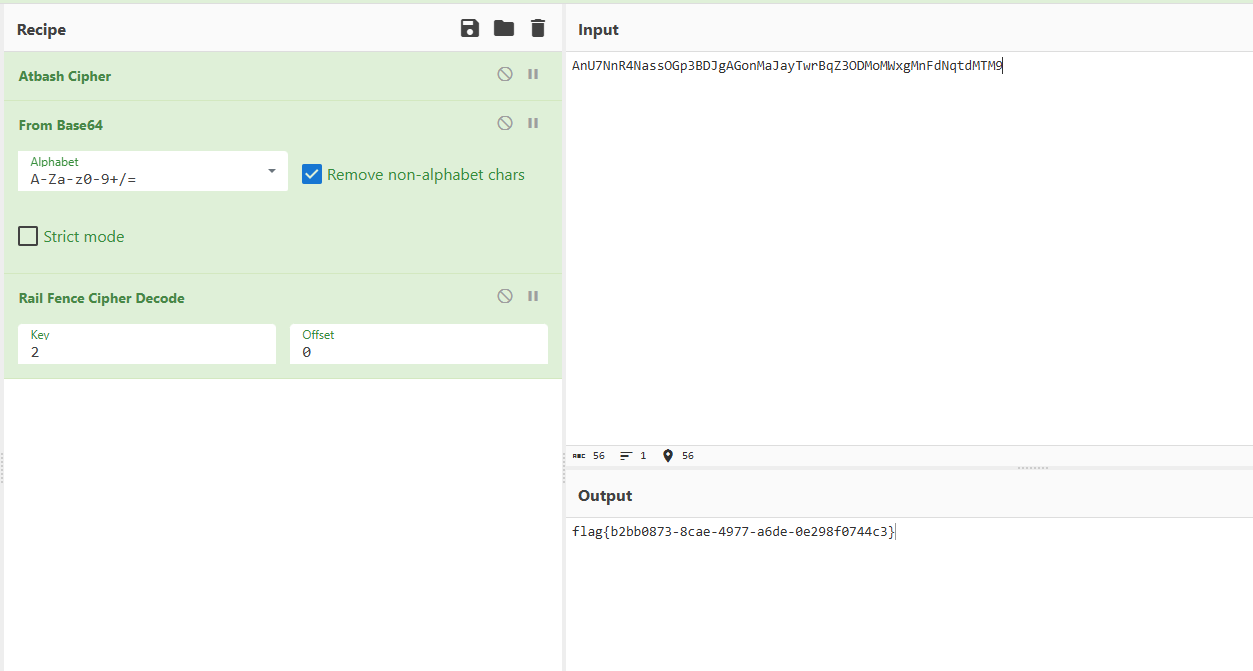 Recipe
Atbash Cipher
From Base64
Alphabet
A-Za-z0-9+/=
Remove non-alphabet chars
Strict mode
Rail Fence Cipher Decode
Key
2
Offset
0
Input
AnU7NnR4NassOGp3BDJgAGonMaJayTwrBqZ3ODMoMWxgMnFdNqtdMTM9
ABC 56 1 56
Output
flag{b2bb0873-8cae-4977-a6de-0e298f0744c3}